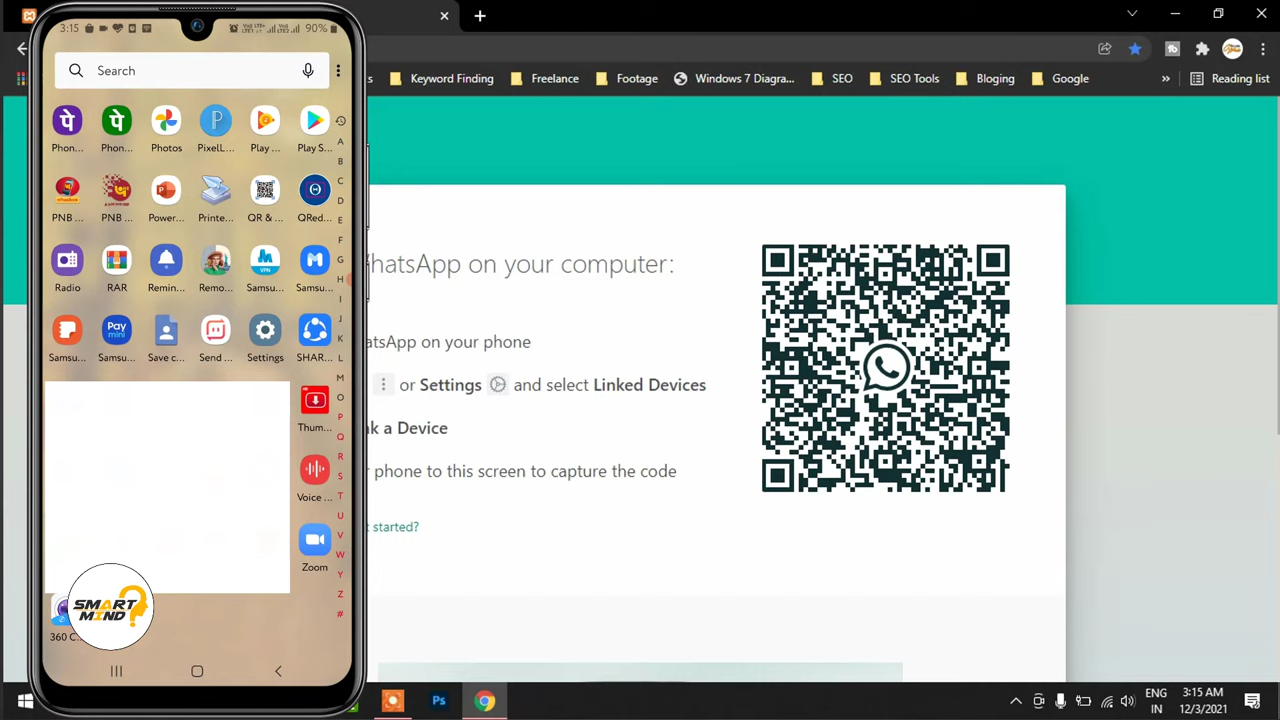 3:15
90%
Search
Phon... Phon... Photos PixelL... Play ... Play S...
PNB ... PNB ... Power... Printe... QR & ... QRed...
Radio RAR Remin... Remo... Samsu... Samsu...
Samsu... Samsu... Save c... Send ... Settings SHAR...
Pay
mini
Thum...
Voice ...
Zoom
360 C...
SMART
MIND
A
B
C
D
E
F
G
H
I
J
K
L
M
O
P
Q
R
S
T
U
V
W
Y
Z
#
Keyword Finding Freelance Footage Windows 7 Diagra... SEO SEO Tools Bloging Google » Reading list
hatsApp on your computer:
atsApp on your phone
or Settings and select Linked Devices
k a Device
phone to this screen to capture the code
started?
Ps
ENG
IN
3:15 AM
12/3/2021